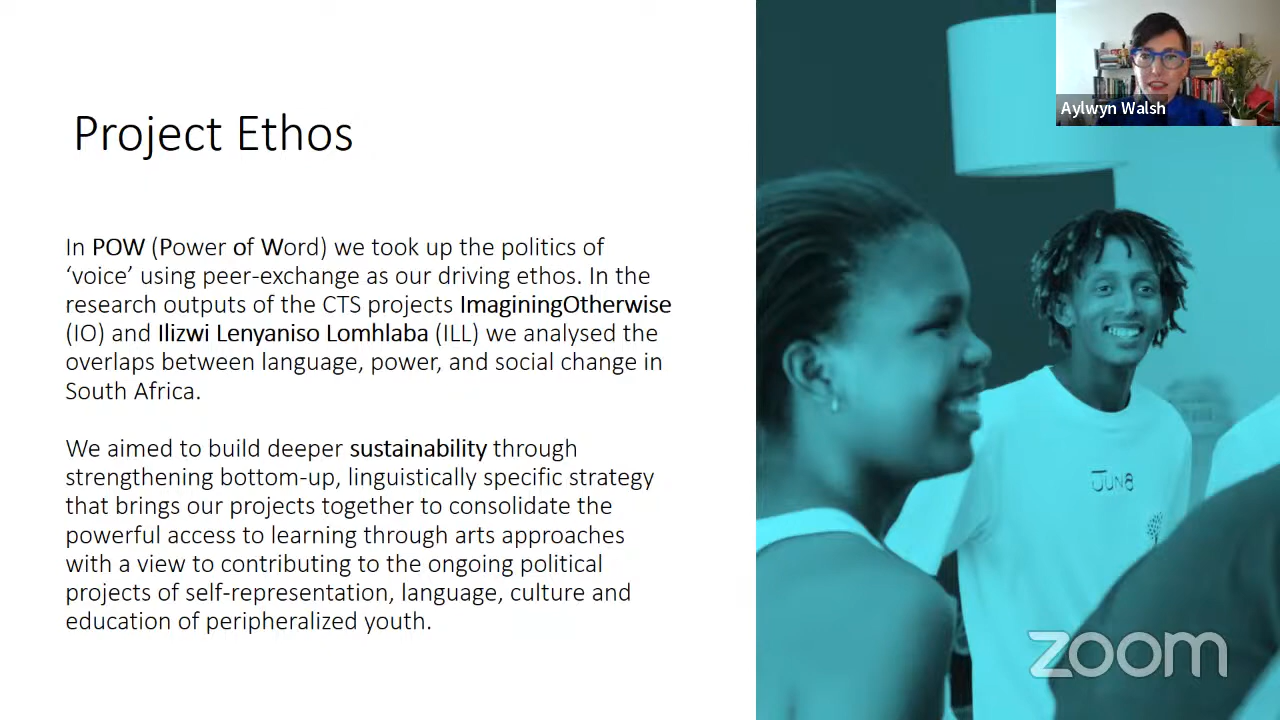 Project Ethos
In POW (Power of Word) we took up the politics of
‘voice’ using peer-exchange as our driving ethos. In the
research outputs of the CTS projects ImaginingOtherwise
(IO) and Ilizwi Lenyaniso Lomhlaba (ILL) we analysed the
overlaps between language, power, and social change in
South Africa.
We aimed to build deeper sustainability through
strengthening bottom-up, linguistically specific strategy
that brings our projects together to consolidate the
powerful access to learning through arts approaches
with a view to contributing to the ongoing political
projects of self-representation, language, culture and
education of peripheralized youth.
Aylwyn Walsh
JUN8
zoom